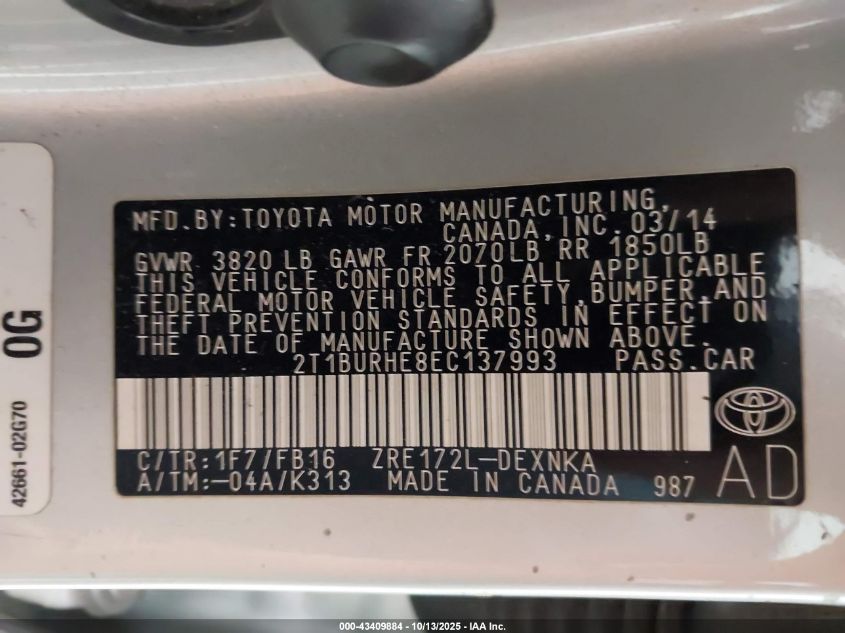 MFD.BY:TOYOTA MOTOR MANUFACTURING,
CANADA,INC.03/14
GVWR 3820 LB GAWR FR 2070LB RR 1850LB
THIS VEHICLE CONFORMS TO ALL APPLICABLE
FEDERAL MOTOR VEHICLE SAFETY,BUMPER,AND
THEFT PREVENTION STANDARDS IN EFFECT ON
THE DATE OF MANUFACTURE SHOWN ABOVE.
2T1BURHE8EC137993 PASS.CAR
C/TR:1F7/FB16 ZRE172L-DEXNKA
A/TM:-04A/K313 MADE IN CANADA 987
AD
0G
42661-02G70
000-43409884 - 10/13/2025 - IAA Inc.